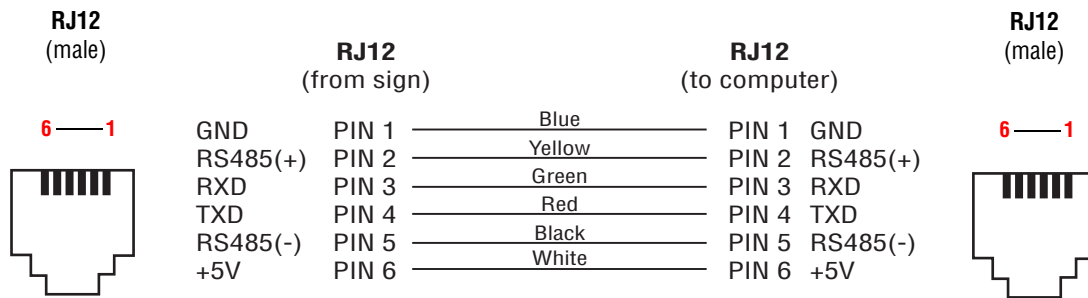 RJ12
(male)
RJ12
(from sign)
RJ12
(to computer)
RJ12
(male)
6 1
6 1
GND PIN 1 Blue PIN 1 GND
RS485(+) PIN 2 Yellow PIN 2 RS485(+)
RXD PIN 3 Green PIN 3 RXD
TXD PIN 4 Red PIN 4 TXD
RS485(-) PIN 5 Black PIN 5 RS485(-)
+5V PIN 6 White PIN 6 +5V